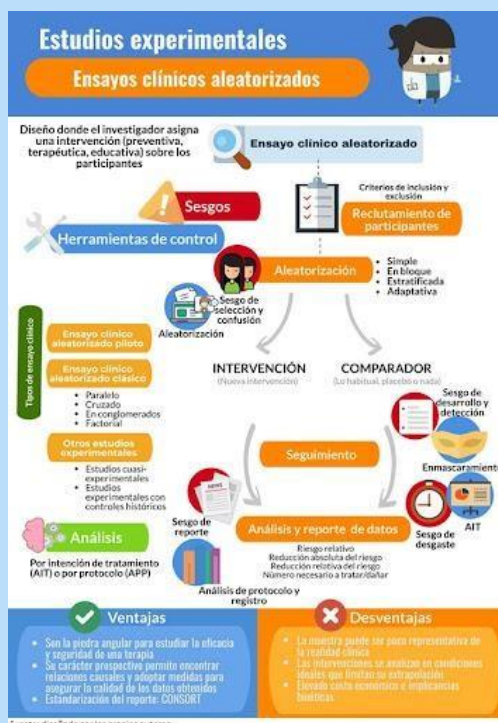 Estudios experimentales
Ensayos clínicos aleatorizados
Diseño donde el investigador asigna
una intervención (preventiva,
terapéutica, educativa) sobre los
participantes
Ensayo clínico aleatorizado
Sesgos
Herramientas de control
Criterios de inclusión y
exclusión
Reclutamiento de
participantes
Aleatorización
• Simple
• En bloque
• Estratificada
• Adaptativa
Sesgo de
selección y
confusión
Aleatorización
Tipos de ensayo clínico
Ensayo clínico
aleatorizado piloto
Ensayo clínico
aleatorizado clásico
• Paralelo
• Cruzado
• En conglomerados
• Factorial
Otros estudios
experimentales
• Estudios cuasi-
experimentales
• Estudios
experimentales con
controles históricos
INTERVENCIÓN
(Nueva intervención)
COMPARADOR
(Lo habitual, placebo o nada)
Sesgo de
desarrollo y
detección
Enmascaramiento
Seguimiento
NEWS
Sesgo de
reporte
Análisis y reporte de datos
Riesgo relativo
Reducción absoluta del riesgo
Reducción relativa del riesgo
Número necesario a tratar/dañar
Sesgo de
desgaste
AIT
Análisis de protocolo y
registro
Análisis
Por intención de tratamiento
(AIT) o por protocolo (APP)
Ventajas
• Son la piedra angular para estudiar la eficacia
y seguridad de una terapia
• Su carácter prospectivo permite encontrar
relaciones causales y adoptar medidas para
asegurar la calidad de los datos obtenidos
• Estandarización del reporte: CONSORT
Desventajas
• La muestra puede ser poco representativa de
la realidad clínica
• Las intervenciones se analizan en condiciones
ideales que limitan su extrapolación
• Elevado costo económico e implicancias
bioéticas